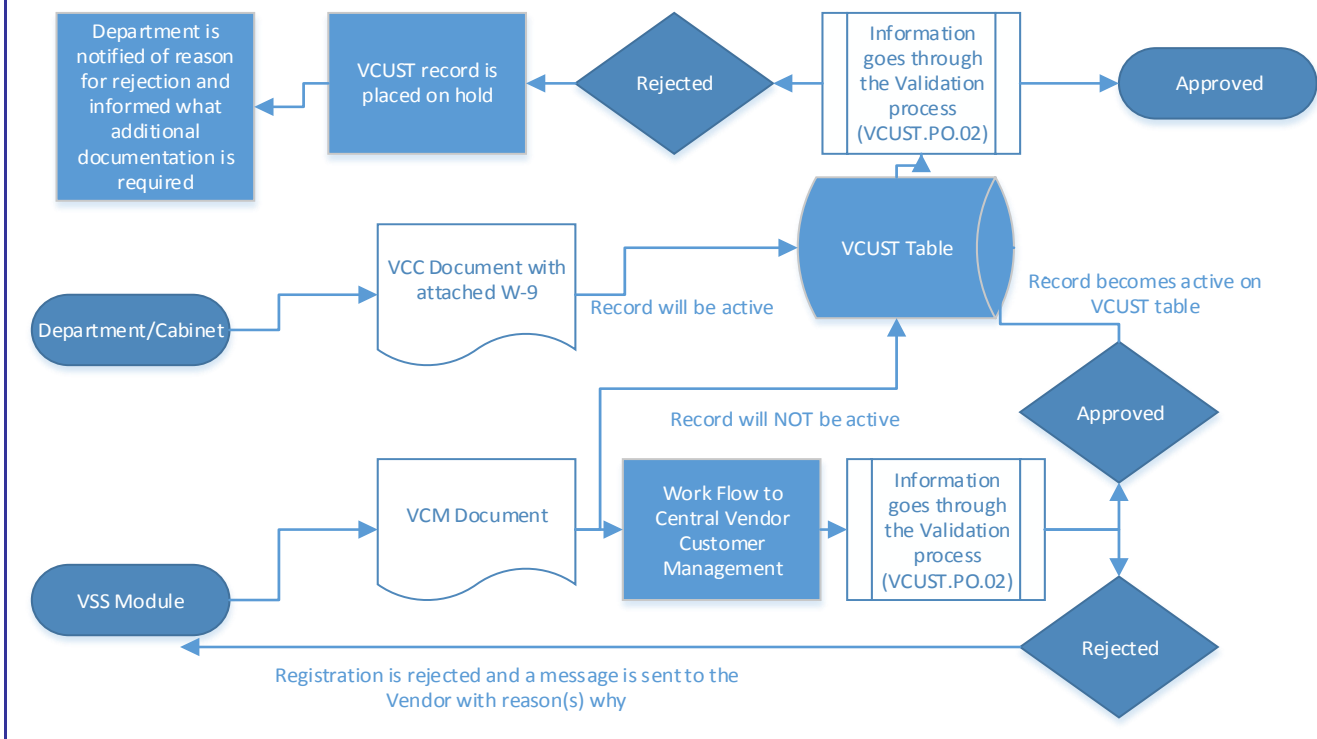 Department is
notified of reason
for rejection and
informed what
additional
documentation is
required
VCUST record is
placed on hold
Rejected
Information
goes through
the Validation
process
(VCUST.PO.02)
Approved
Department/Cabinet
VCC Document with
attached W-9
Record will be active
VCUST Table
Record becomes active on
VCUST table
Record will NOT be active
Approved
VSS Module
VCM Document
Work Flow to
Central Vendor
Customer
Management
Information
goes through
the Validation
process
(VCUST.PO.02)
Rejected
Registration is rejected and a message is sent to the
Vendor with reason(s) why